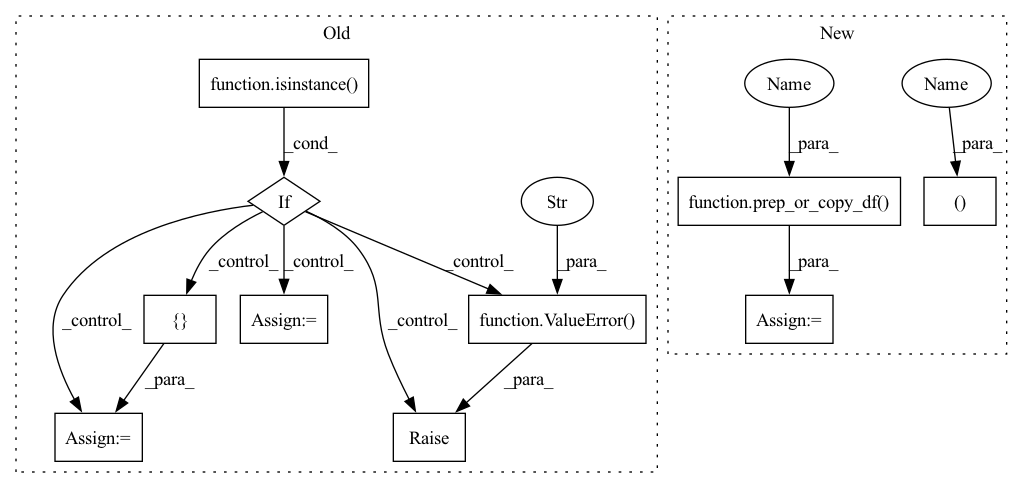 Old
New
function.isinstance()
Name
Name
_cond_
_para_
_para_
If
Str
function.prep_or_copy_df()
()
_control_
_control_
_control_
_para_
_para_
_control_
_control_
{}
Assign:=
function.ValueError()
Assign:=
_para_
_para_
Assign:=
Raise